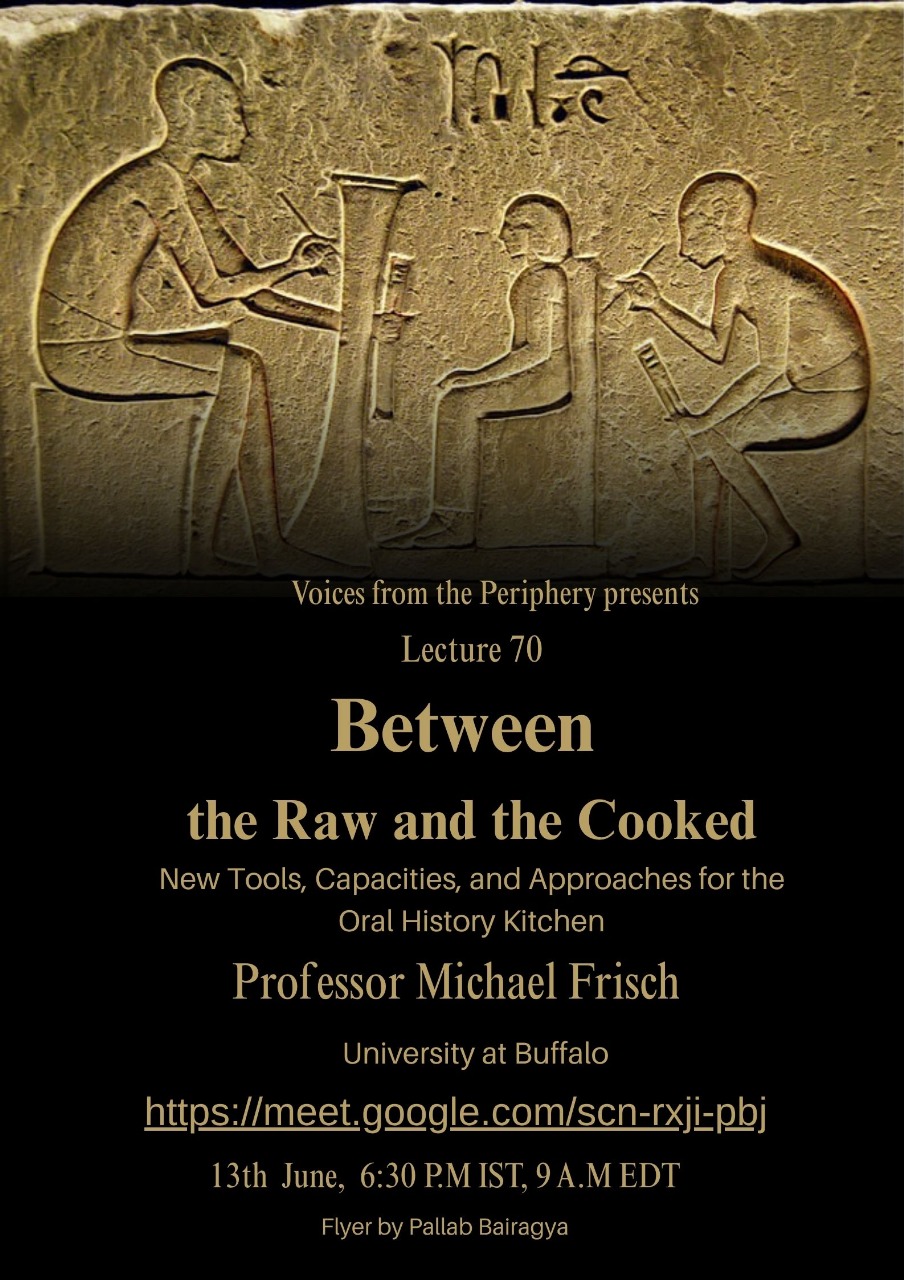 Voices from the Periphery presents
Lecture 70
Between
the Raw and the Cooked
New Tools, Capacities, and Approaches for the
Oral History Kitchen
Professor Michael Frisch
University at Buffalo
https://meet.google.com/scn-rxji-pbj
13th June, 6:30 P.M IST, 9 A.M EDT
Flyer by Pallab Bairagya